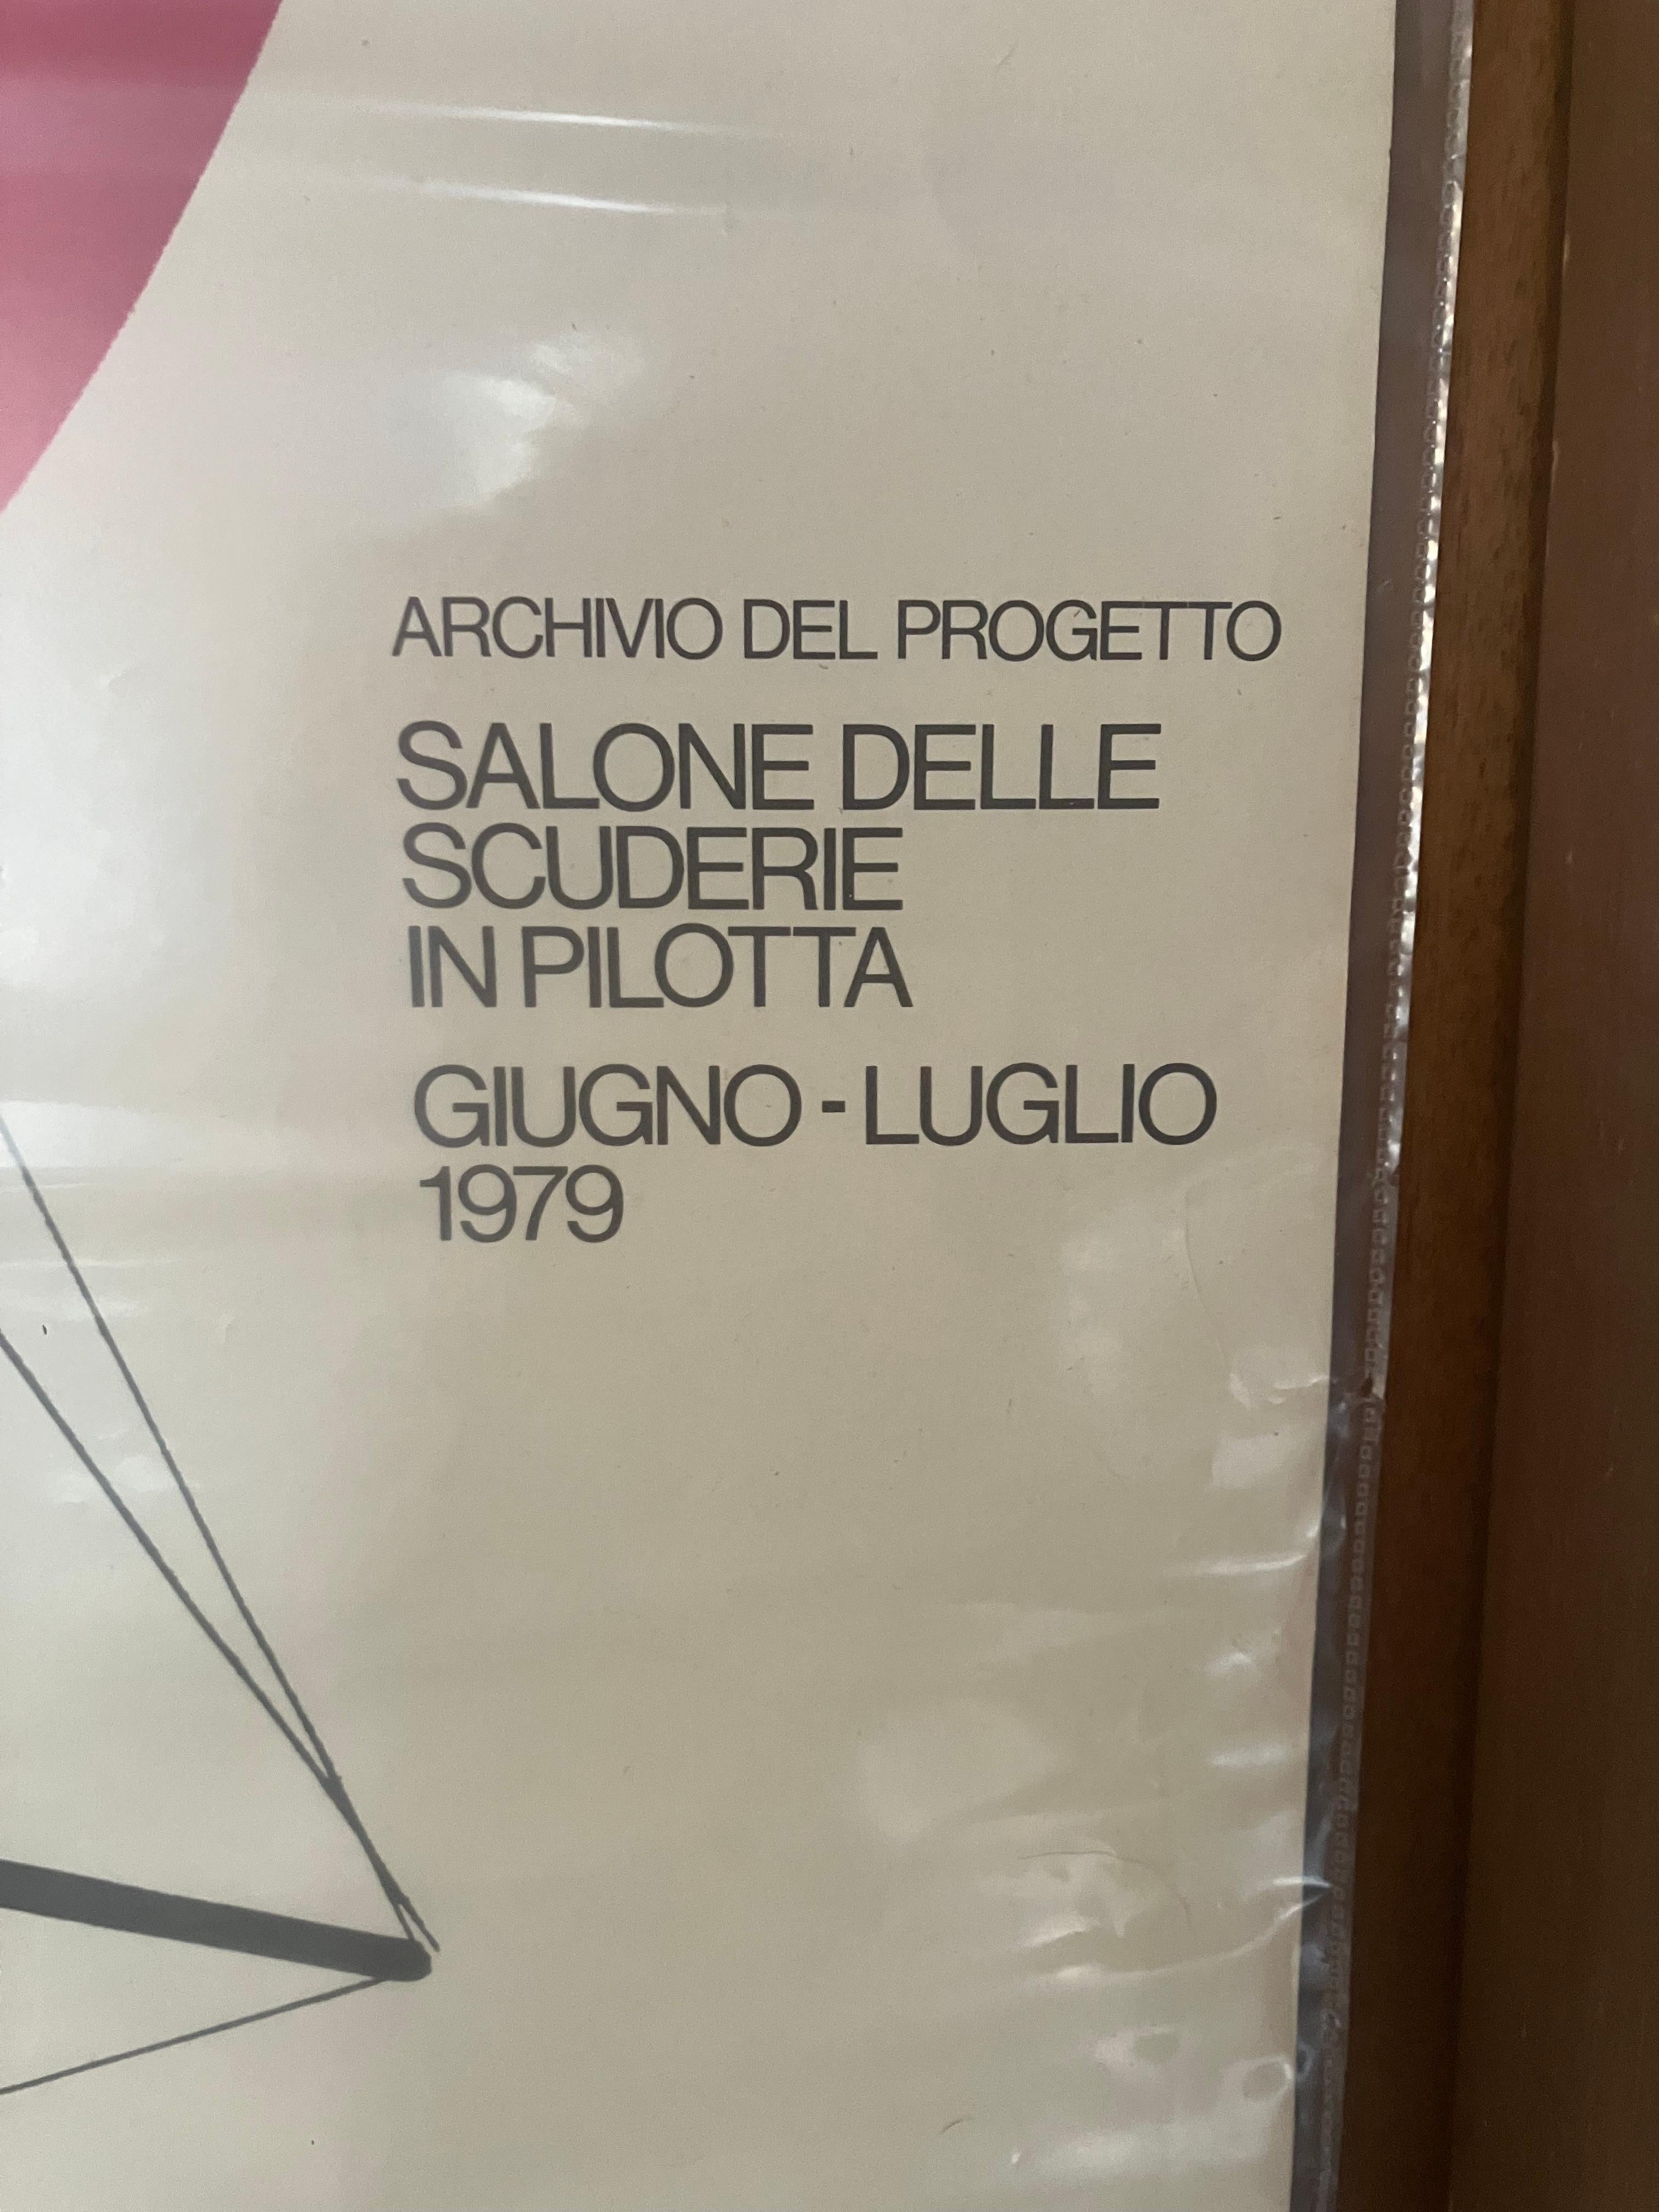 ARCHIVIO DEL PROGETTO
SALONE DELLE
SCUDERIE
IN PILOTTA
GIUGNO - LUGLIO
1979